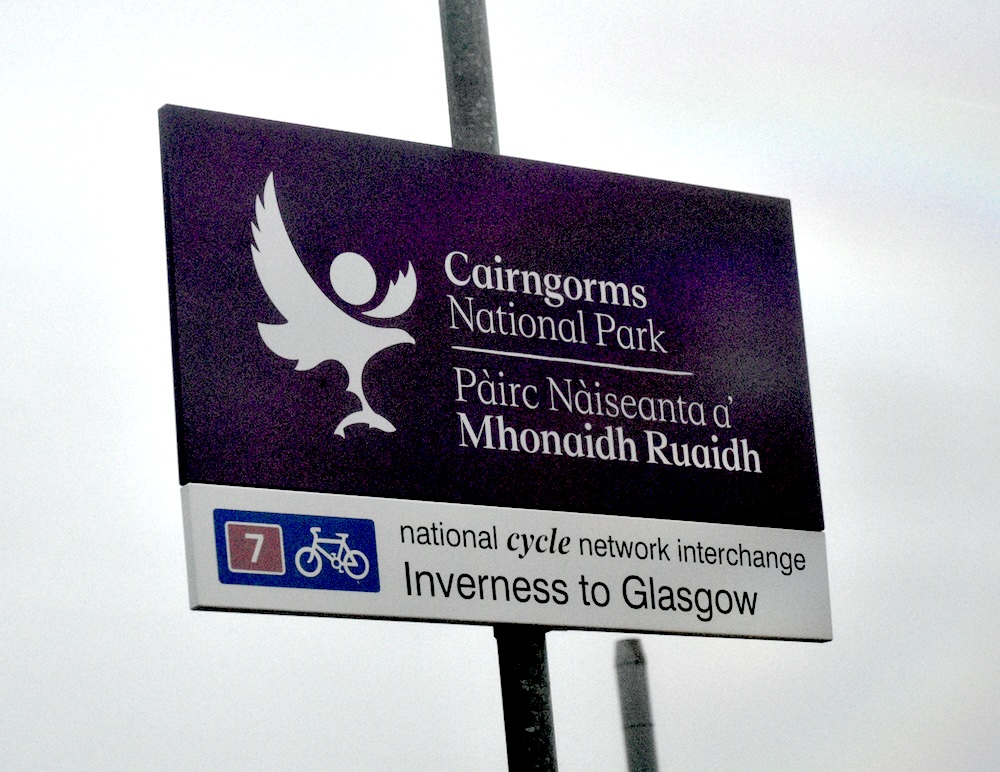 Cairngorms
National Park
Pàirc Nàiseanta a'
Mhonaidh Ruaidh
7
national cycle network interchange
Inverness to Glasgow